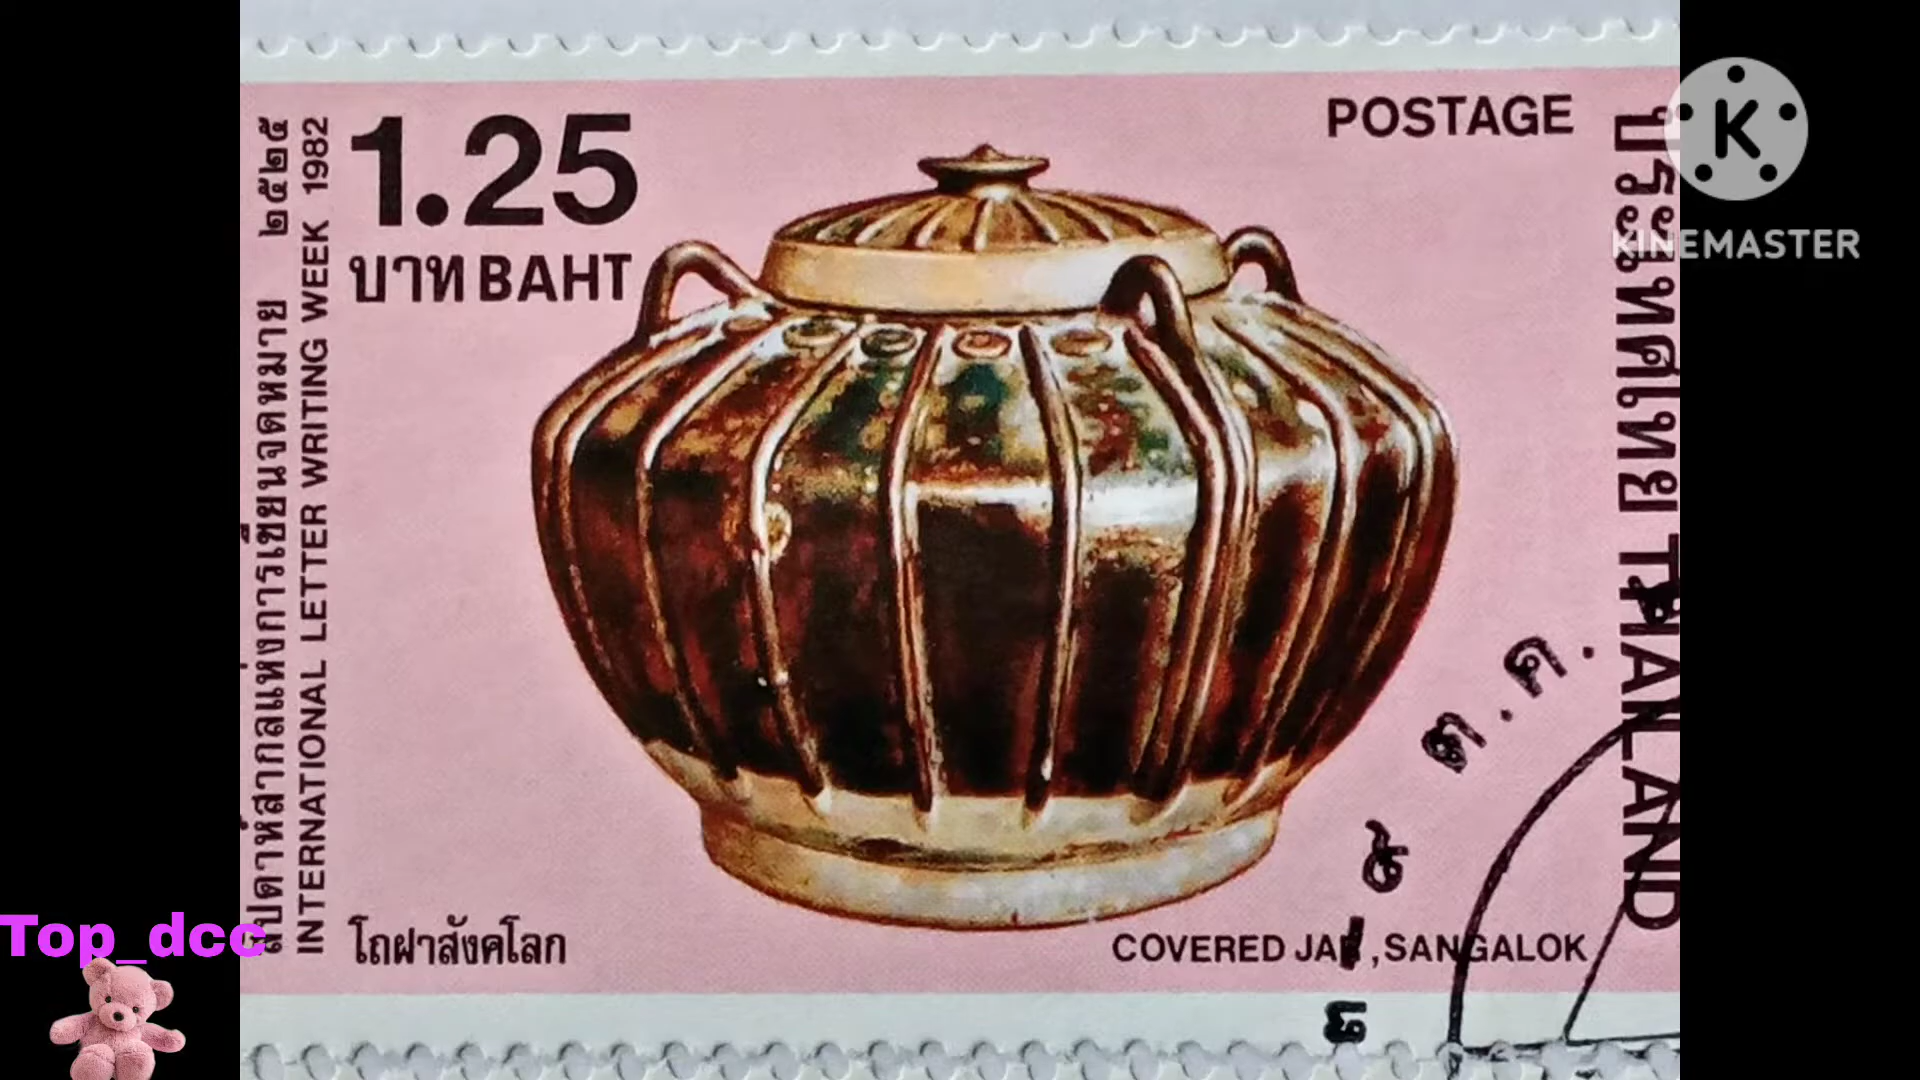 สัปดาห์สากลแห่งการเขียนจดหมาย ๒๕๒๕
INTERNATIONAL LETTER WRITING WEEK 1982
1.25
บาท BAHT
POSTAGE
ประเทศไทย THAILAND
K
KINEMASTER
โถฝาสังคโลก
COVERED JAR, SANGALOK
ต.ค.
Top_dcc